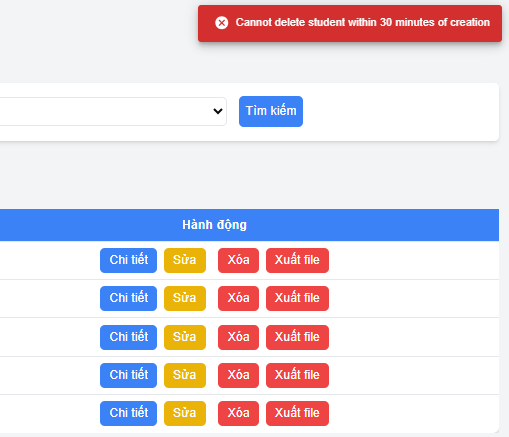 Cannot delete student within 30 minutes of creation
Tìm kiếm
Hành động
Chi tiết Sửa Xóa Xuất file
Chi tiết Sửa Xóa Xuất file
Chi tiết Sửa Xóa Xuất file
Chi tiết Sửa Xóa Xuất file
Chi tiết Sửa Xóa Xuất file